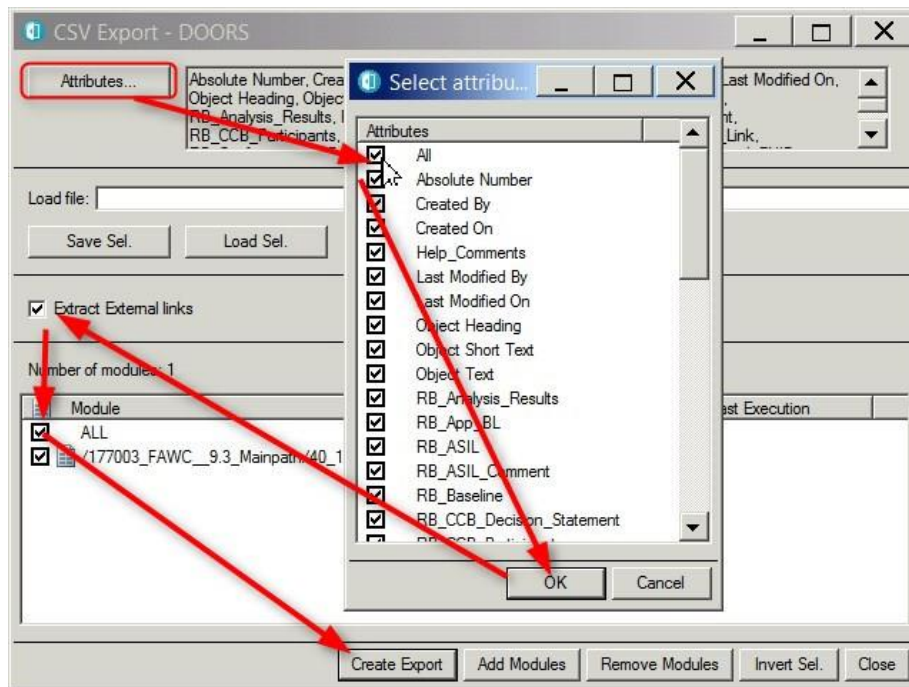 CSV Export - DOORS
Attributes...
Absolute Number, Crea
Last Modified On,
Object Heading, Objec
RB_Analysis_Results,
nt,
RB_CCB_Participants,
_Link,
Select attribu...
Attributes
All
Absolute Number
Created By
Created On
Help_Comments
Last Modified By
Last Modified On
Object Heading
Object Short Text
Object Text
RB_Analysis_Results
RB_App_BL
RB_ASIL
RB_ASIL_Comment
RB_Baseline
RB_CCB_Decision_Statement
OK
Cancel
Load file:
Save Sel.
Load Sel.
Extract External links
Number of modules: 1
Module
ast Execution
ALL
/177003_FAWC__9.3_Mainpath/40_1
Create Export
Add Modules
Remove Modules
Invert Sel.
Close